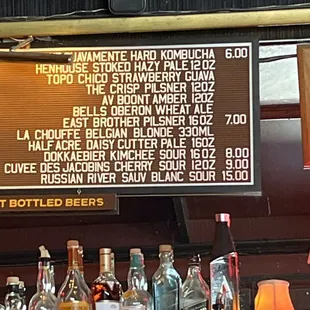 UAVAMENTE HARD KOMBUCHA 6.00
HENHOUSE STOKED HAZY PALE 12OZ
TOPO CHICO STRAWBERRY GUAVA
THE CRISP PILSNER 12OZ
AV BOONT AMBER 12OZ
BELLS OBERON WHEAT ALE
EAST BROTHER PILSNER 16OZ 7.00
LA CHOUFFE BELGIAN BLONDE 330ML
HALF ACRE DAISY CUTTER PALE 16OZ
DOKKAEBIER KIMCHEE SOUR 16OZ 8.00
CUVEE DES JACOBINS CHERRY SOUR 12OZ 9.00
RUSSIAN RIVER SAUV BLANC SOUR 15.00
T BOTTLED BEERS